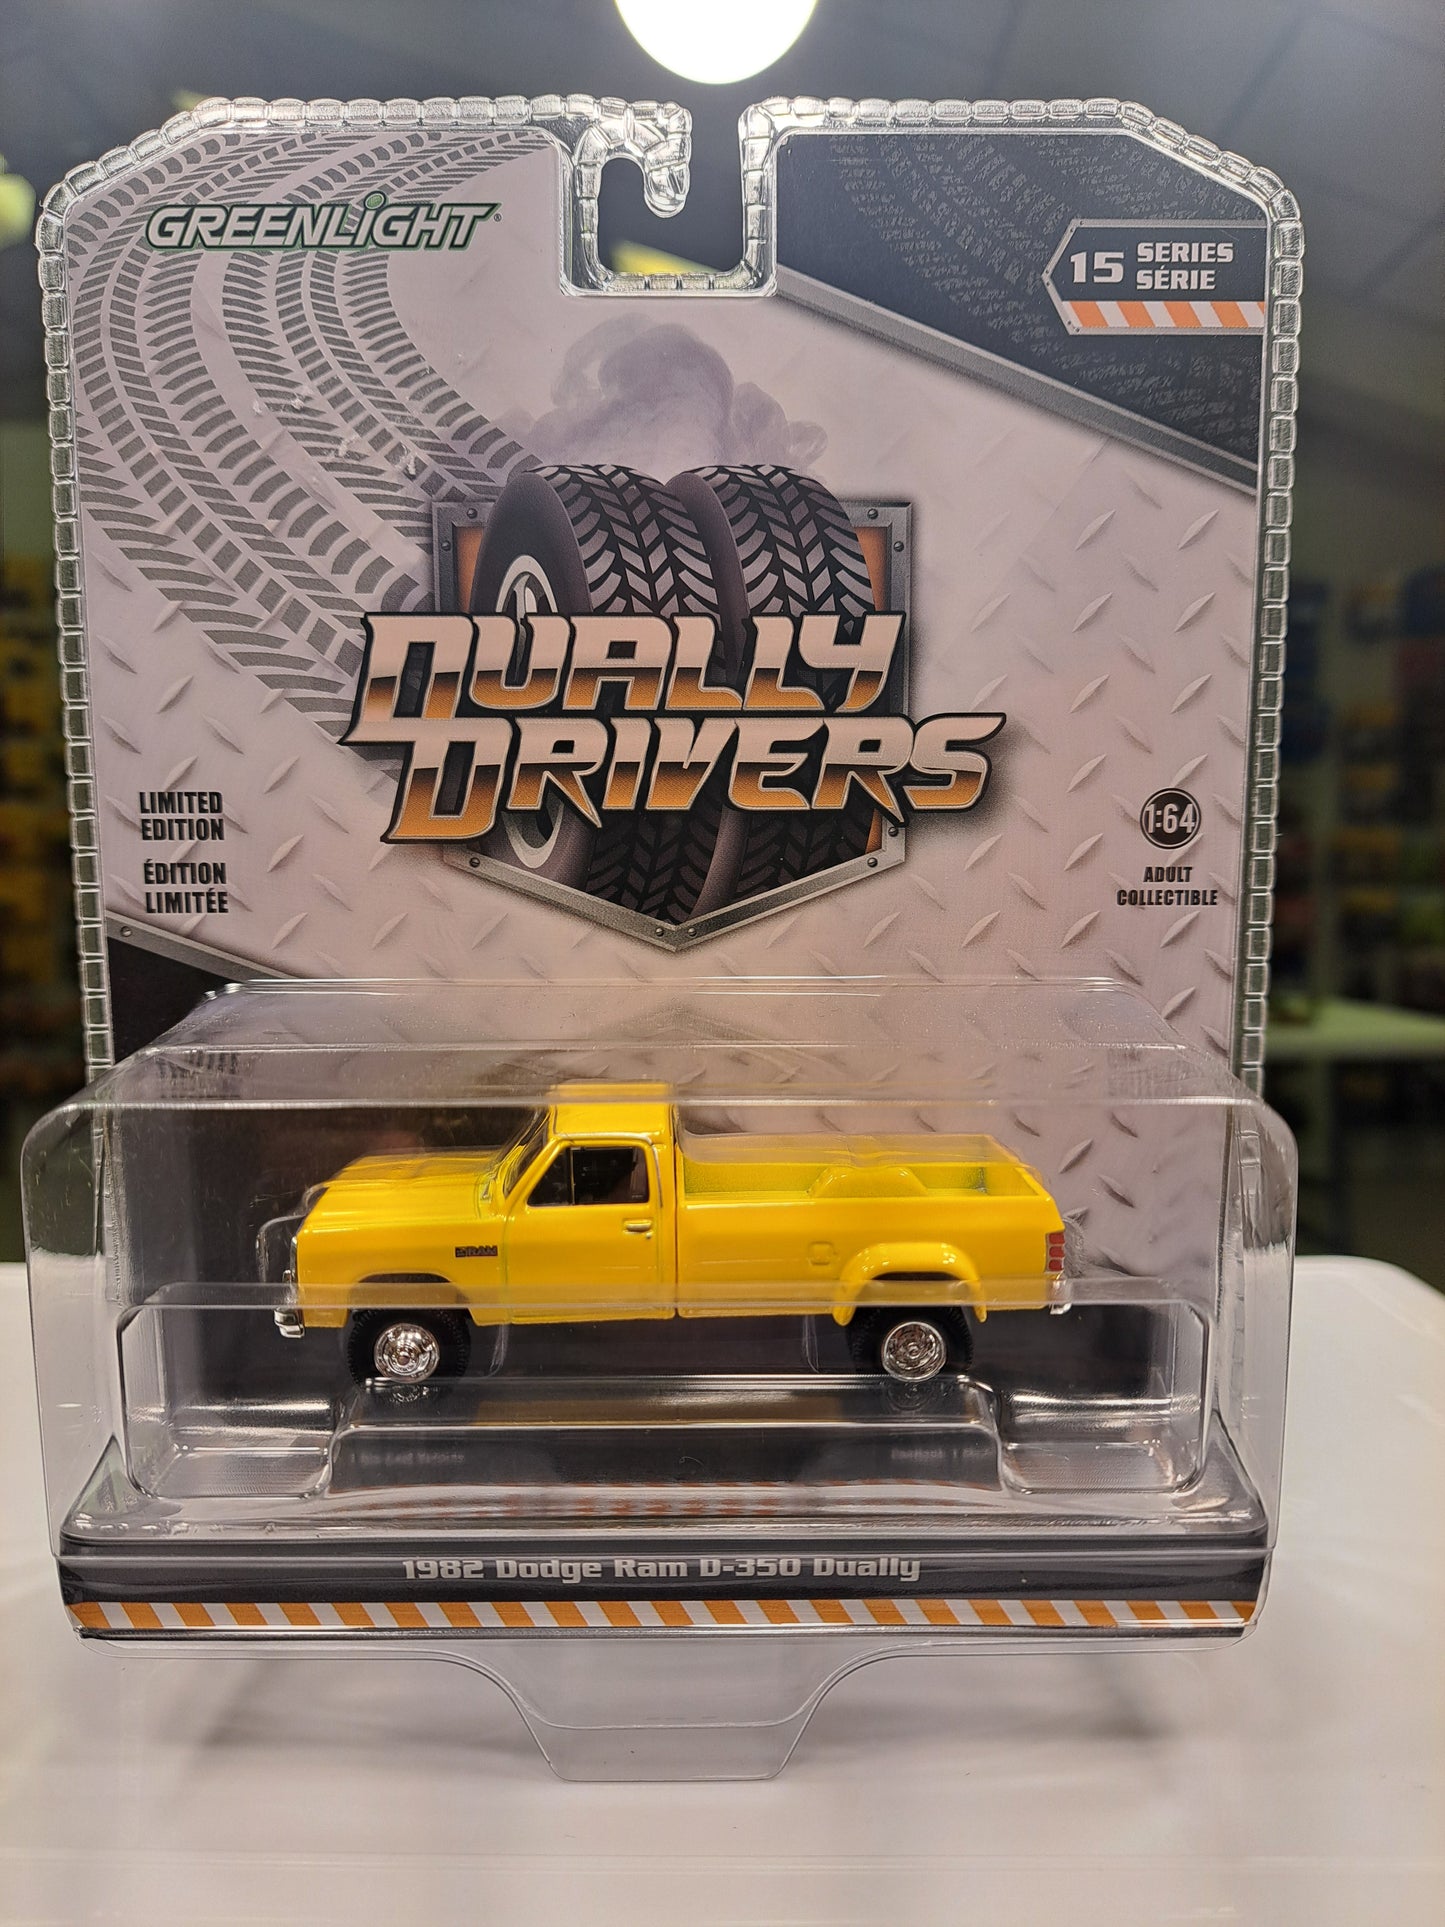 GREENLiGHT®
15 SERIES
SÉRIE
DUALLY
DRIVERS
LIMITED
EDITION
ÉDITION
LIMITÉE
1:64
ADULT
COLLECTIBLE
RAM
1982 Dodge Ram D-350 Dually